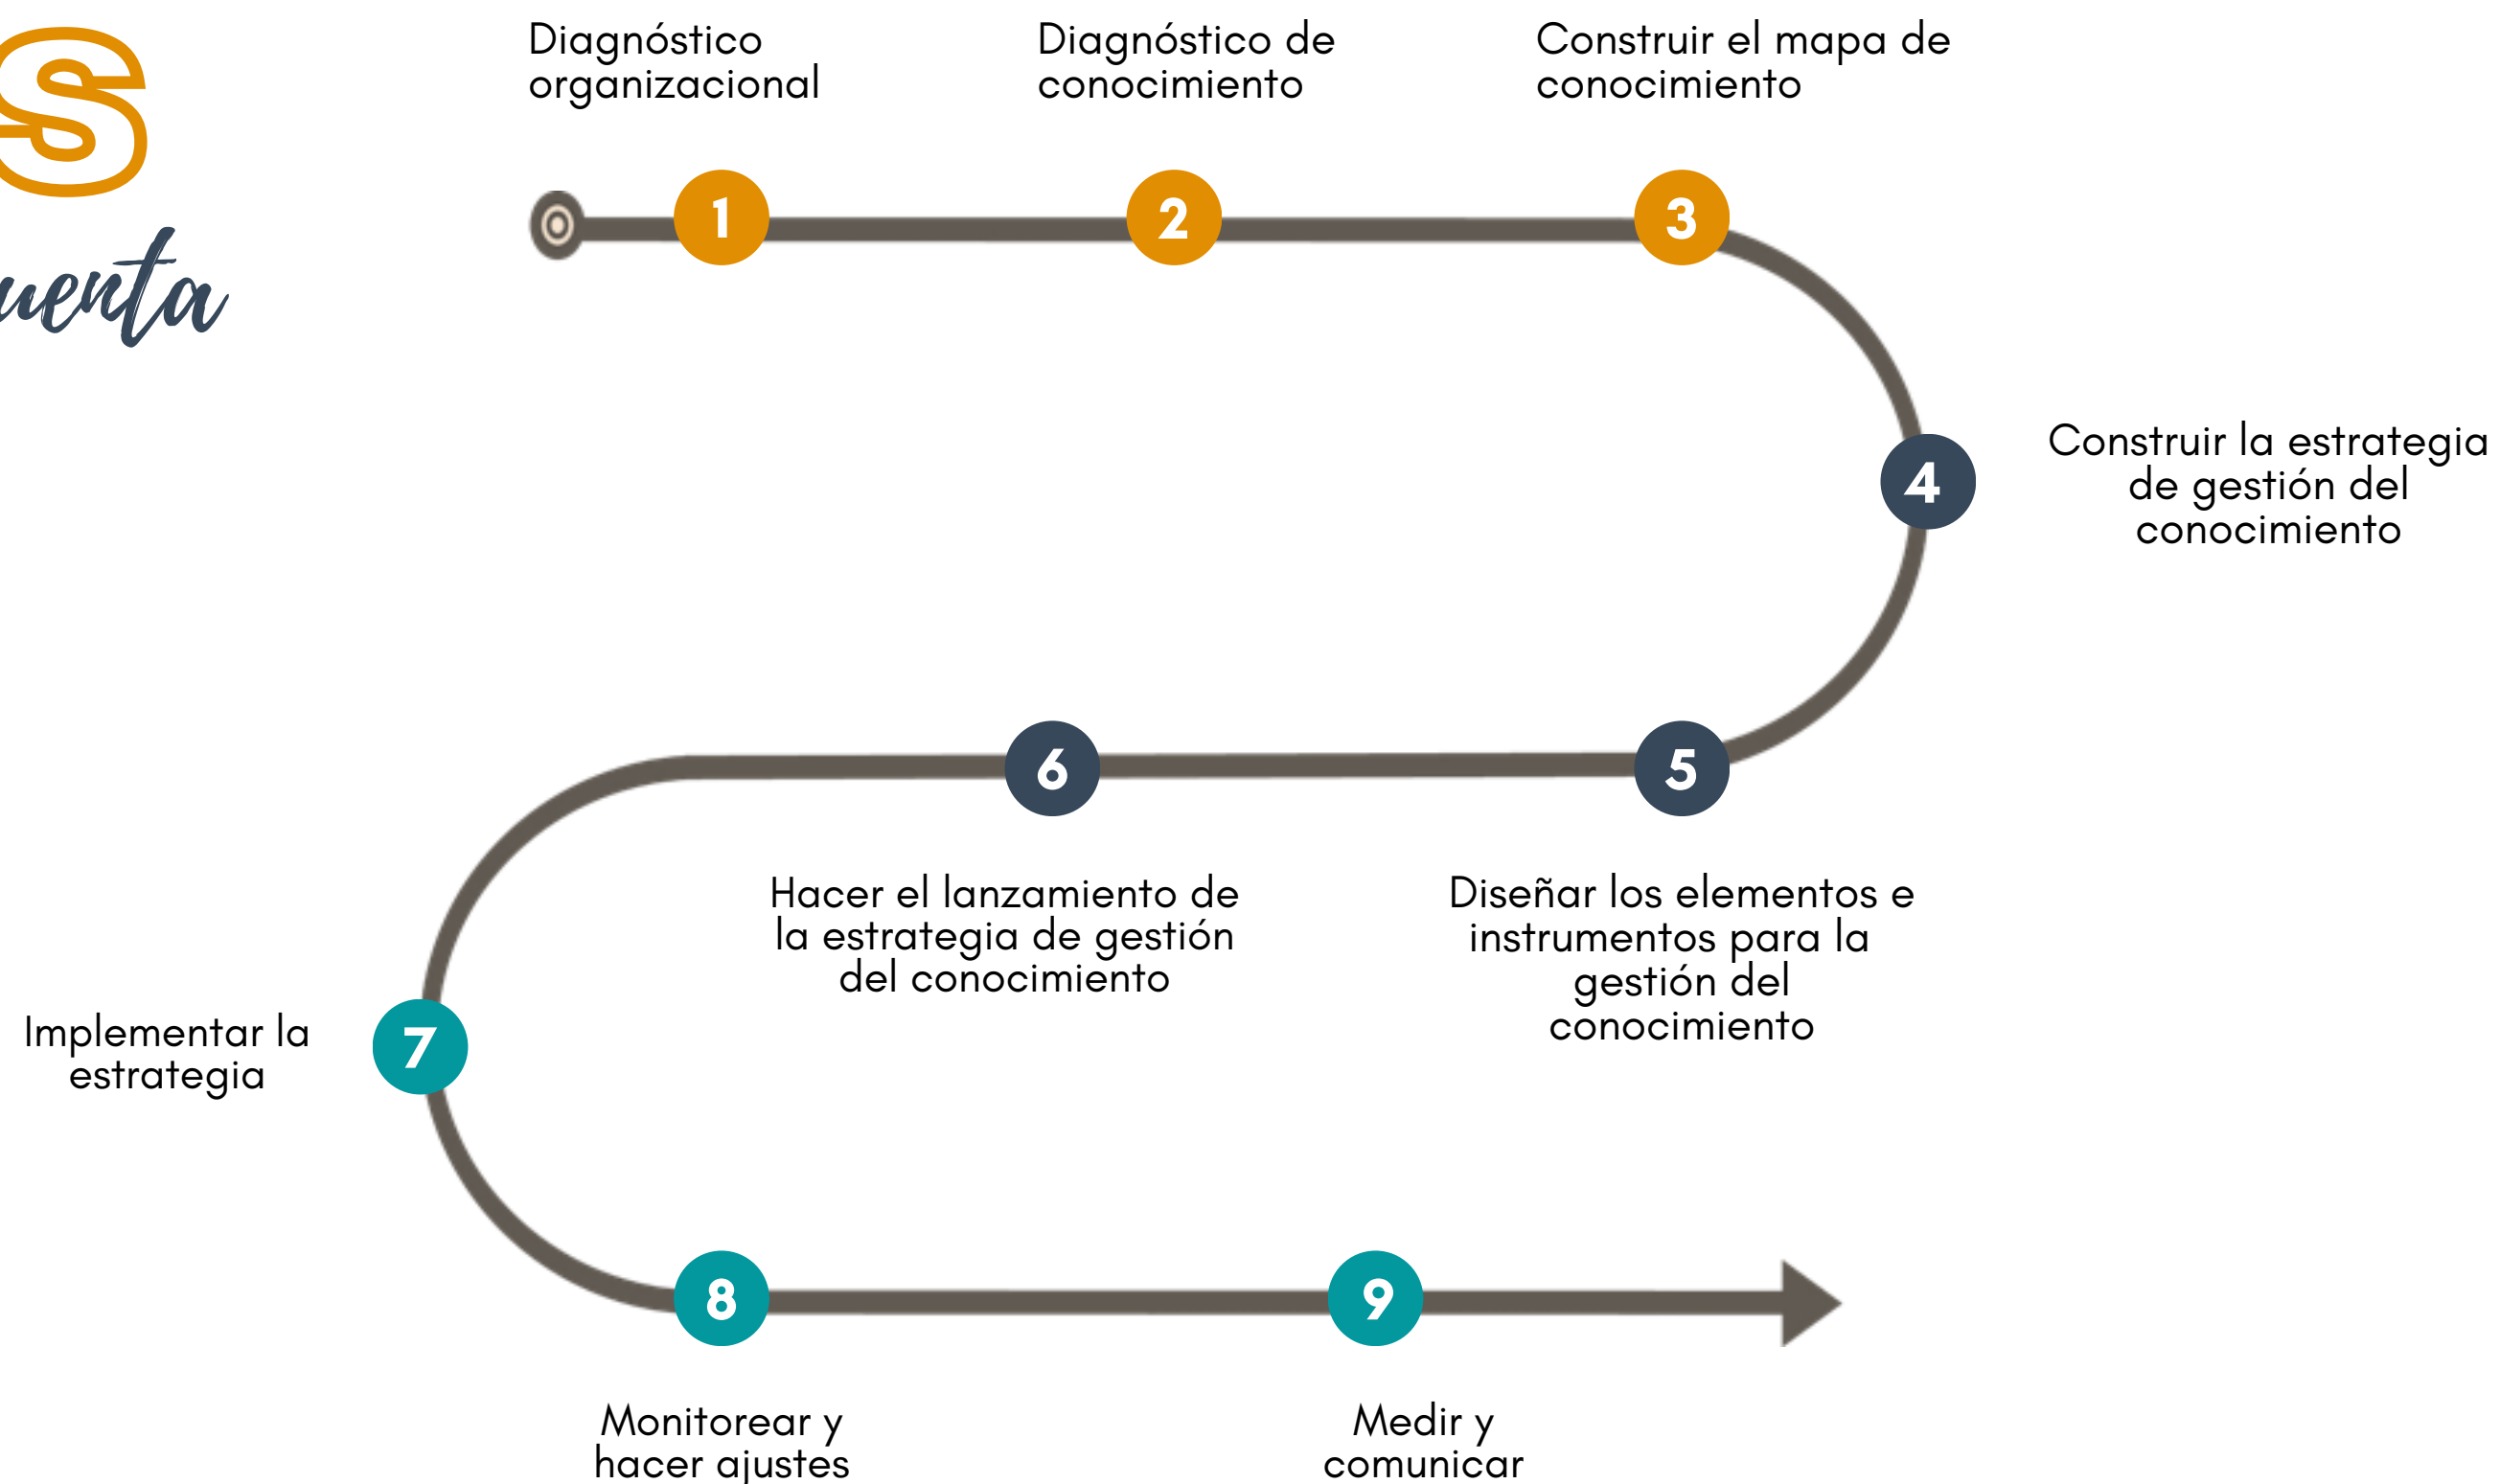 S
Diagnóstico
organizacional
Diagnóstico de
conocimiento
Construir el mapa de
conocimiento
1
2
3
4
Construir la estrategia
de gestión del
conocimiento
5
Diseñar los elementos e
instrumentos para la
gestión del
conocimiento
6
Hacer el lanzamiento de
la estrategia de gestión
del conocimiento
7
Implementar la
estrategia
8
Monitorear y
hacer ajustes
9
Medir y
comunicar